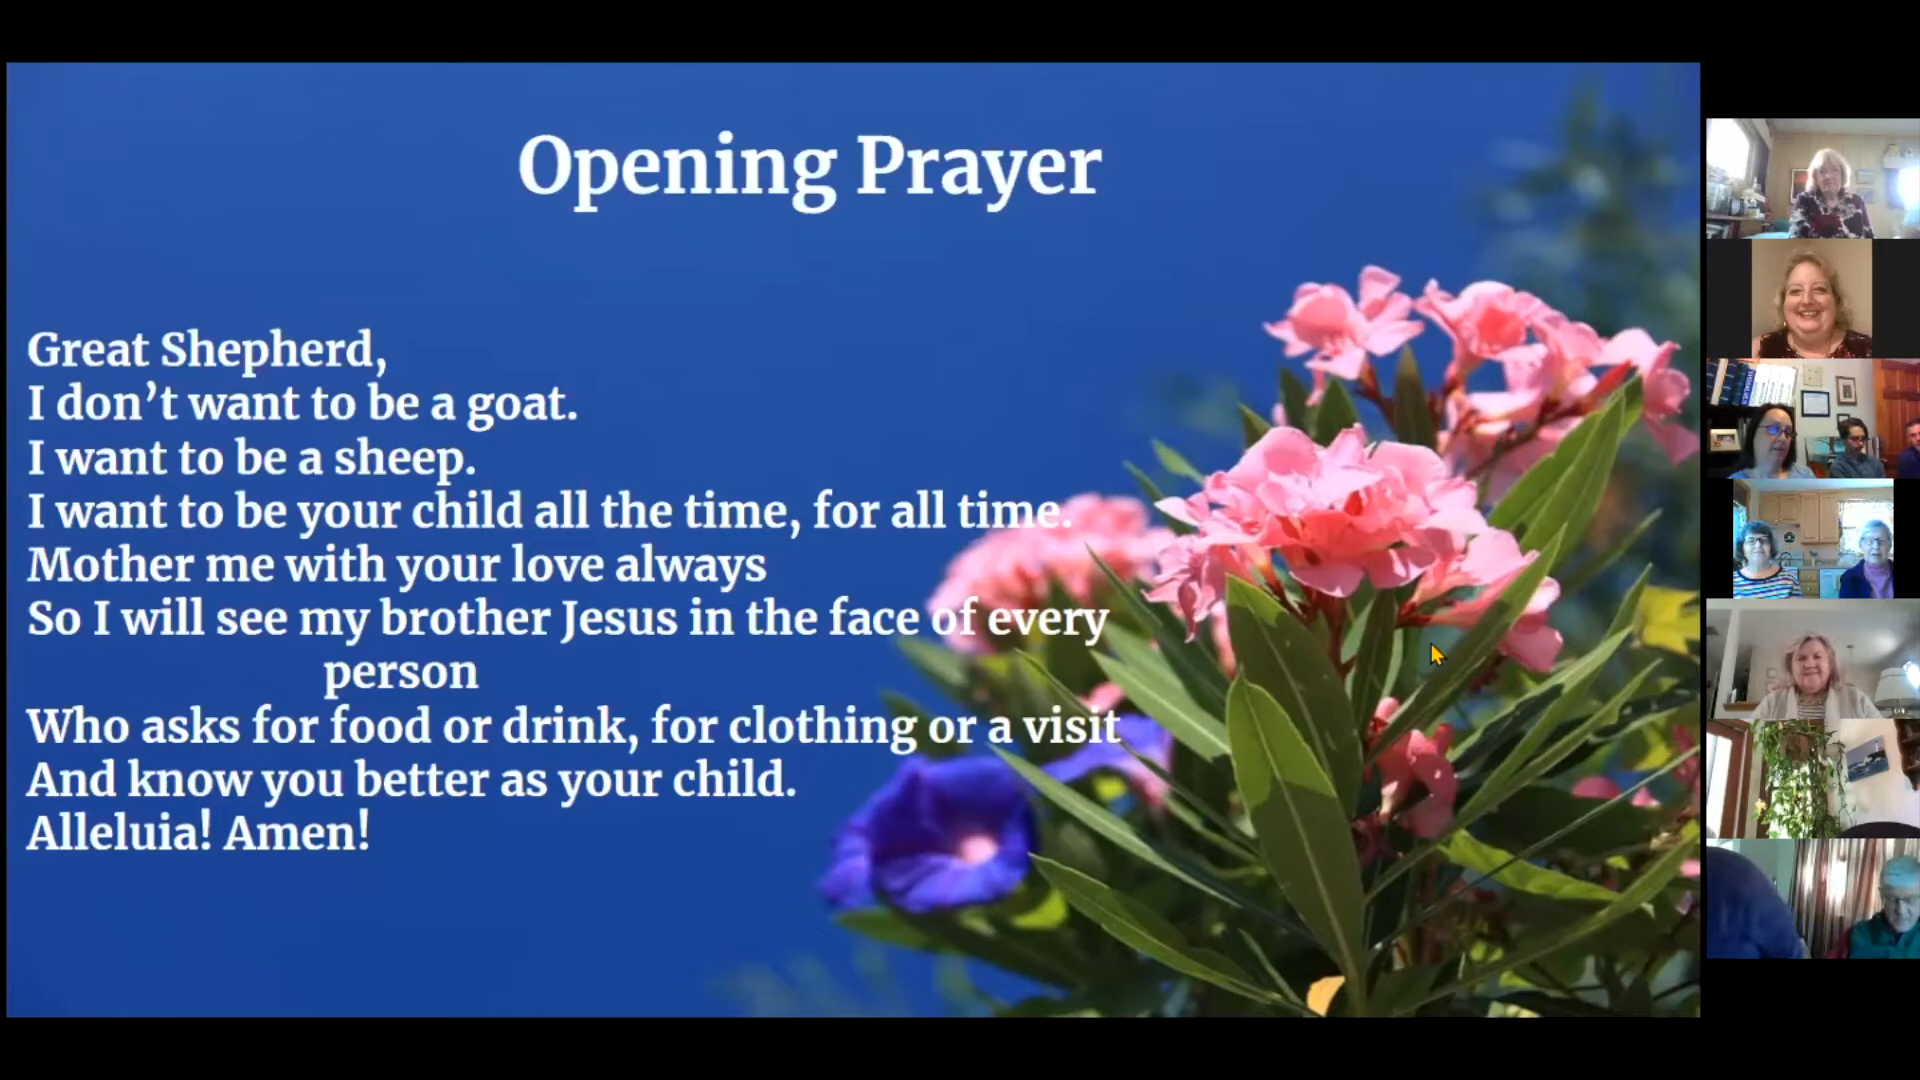 Opening Prayer
Great Shepherd,
I don’t want to be a goat.
I want to be a sheep.
I want to be your child all the time, for all time.
Mother me with your love always
So I will see my brother Jesus in the face of every
person
Who asks for food or drink, for clothing or a visit
And know you better as your child.
Alleluia! Amen!